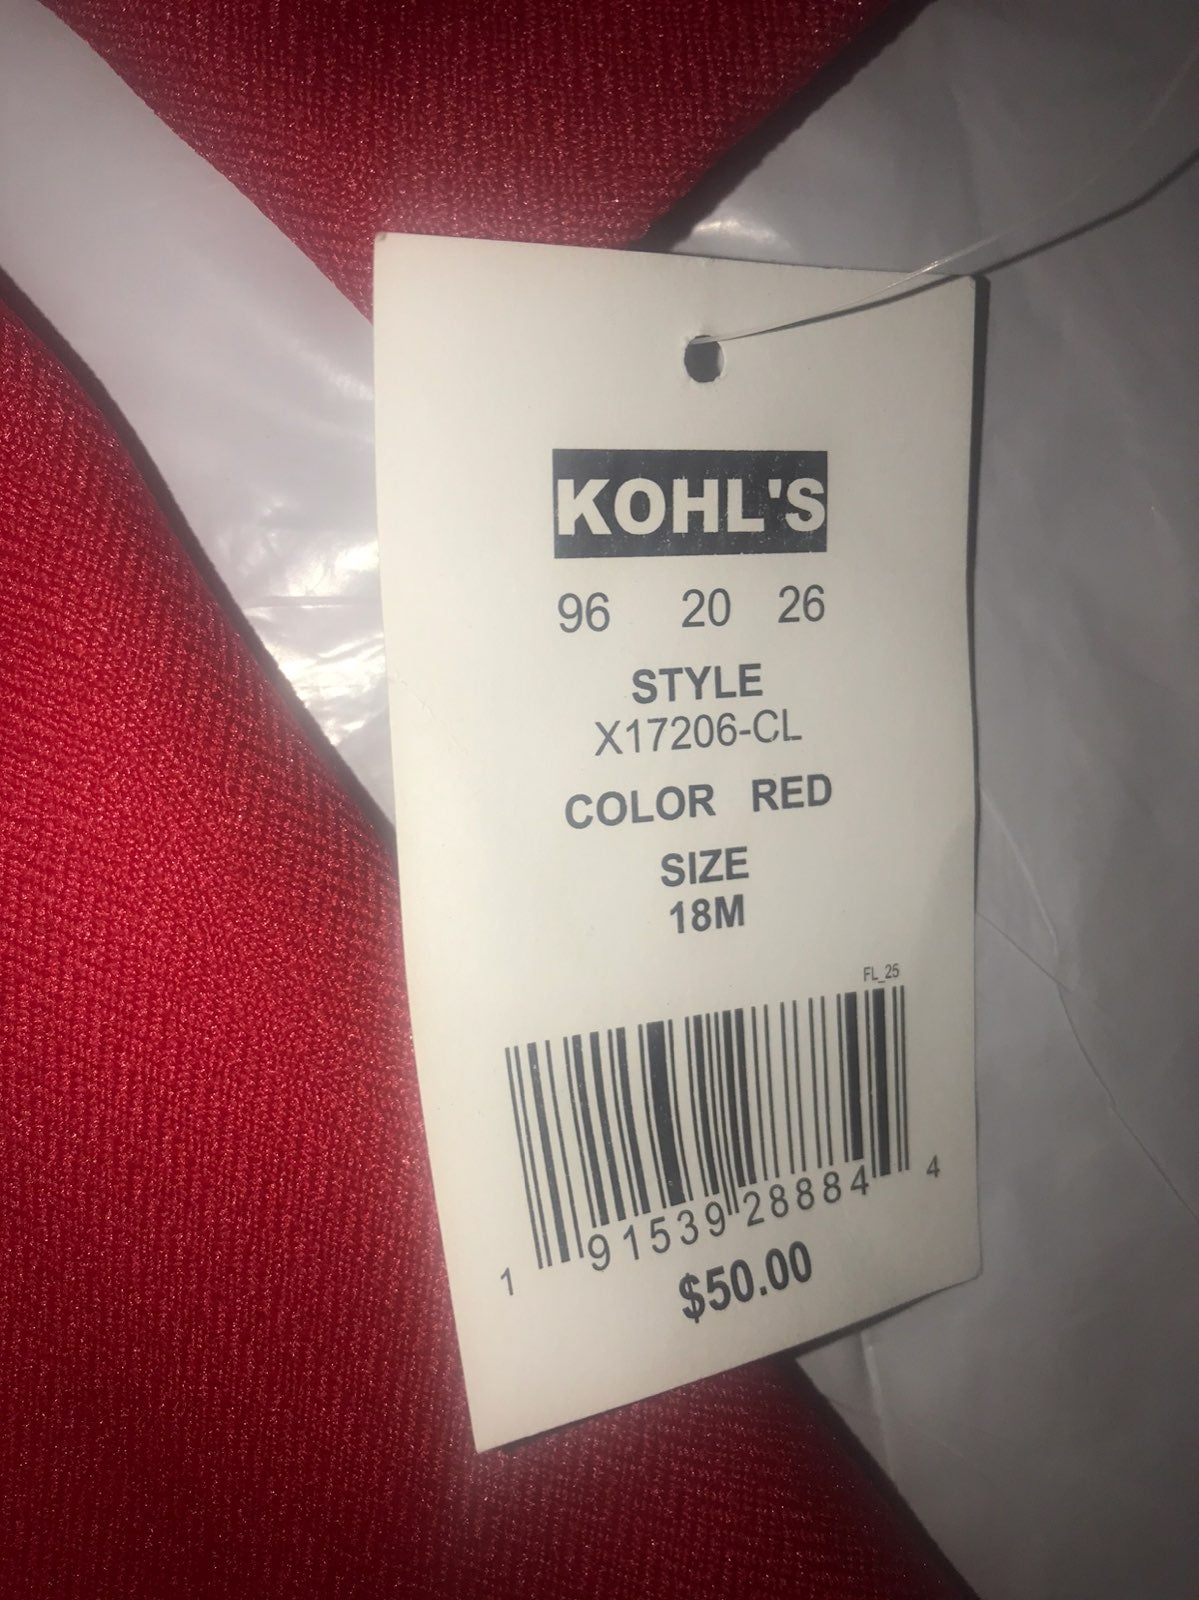 KOHL'S
96 20 26
STYLE
X17206-CL
COLOR RED
SIZE
18M
FL_25
1 91539 28884 4
$50.00